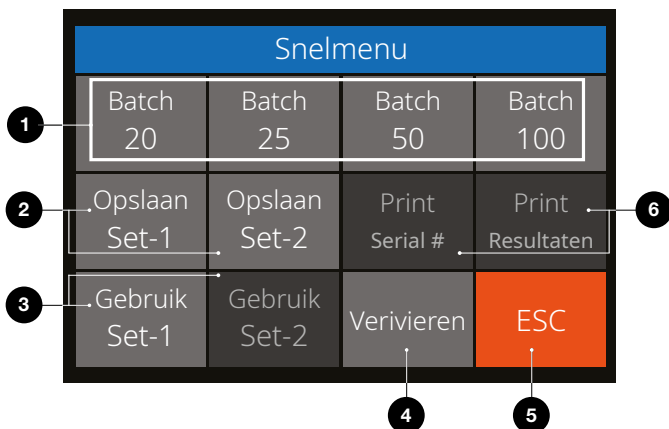 Snelmenu
Batch Batch Batch Batch
20 25 50 100
1
Opslaan Opslaan Print Print
Set-1 Set-2 Serial # Resultaten
2 6
Gebruik Gebruik Verivieren ESC
Set-1 Set-2
3
4 5